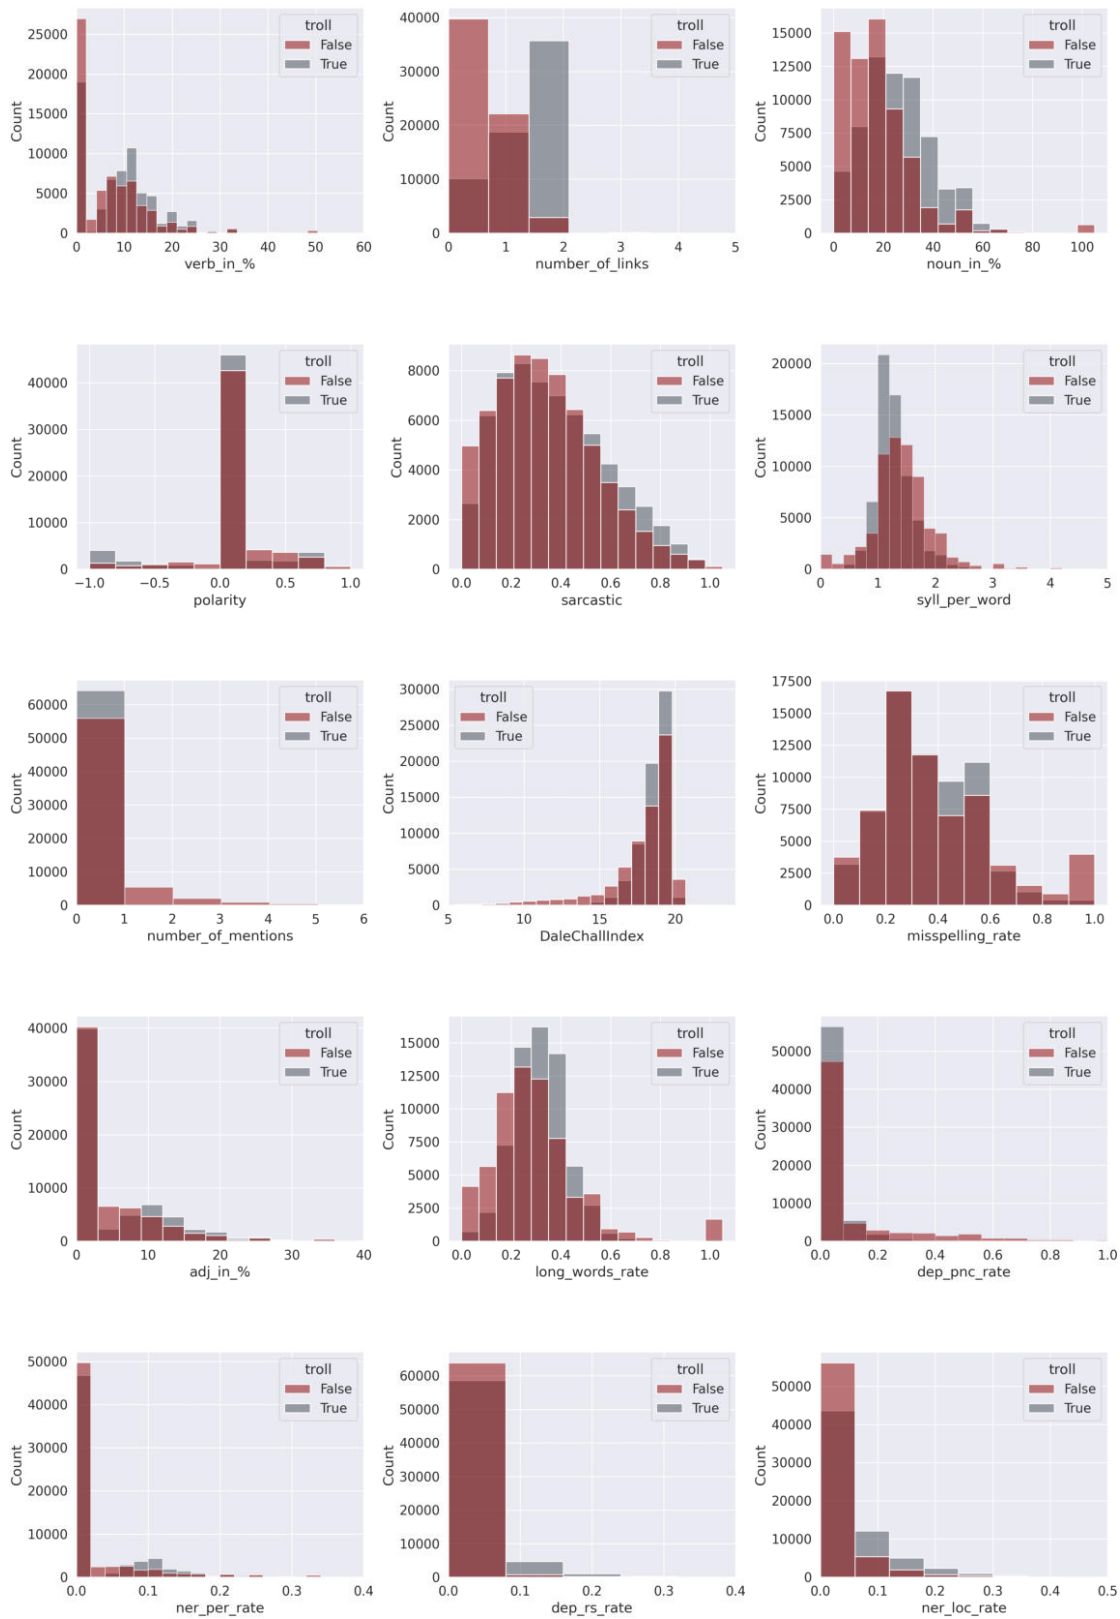 troll
False
True
25000
20000
15000
10000
5000
0
Count
0 10 20 30 40 50 60
verb_in_%
troll
False
True
40000
30000
20000
10000
0
Count
0 1 2 3 4 5
number_of_links
troll
False
True
15000
12500
10000
7500
5000
2500
0
Count
0 20 40 60 80 100
noun_in_%
troll
False
True
40000
30000
20000
10000
0
Count
−1.0 −0.5 0.0 0.5 1.0
polarity
troll
False
True
8000
6000
4000
2000
0
Count
0.0 0.2 0.4 0.6 0.8 1.0
sarcastic
troll
False
True
20000
15000
10000
5000
0
Count
0 1 2 3 4 5
syll_per_word
troll
False
True
60000
50000
40000
30000
20000
10000
0
Count
0 1 2 3 4 5 6
number_of_mentions
troll
False
True
30000
25000
20000
15000
10000
5000
0
Count
5 10 15 20
DaleChallIndex
troll
False
True
17500
15000
12500
10000
7500
5000
2500
0
Count
0.0 0.2 0.4 0.6 0.8 1.0
misspelling_rate
troll
False
True
40000
30000
20000
10000
0
Count
0 10 20 30 40
adj_in_%
troll
False
True
15000
12500
10000
7500
5000
2500
0
Count
0.0 0.2 0.4 0.6 0.8 1.0
long_words_rate
troll
False
True
50000
40000
30000
20000
10000
0
Count
0.0 0.2 0.4 0.6 0.8 1.0
dep_pnc_rate
troll
False
True
50000
40000
30000
20000
10000
0
Count
0.0 0.1 0.2 0.3 0.4
ner_per_rate
troll
False
True
60000
50000
40000
30000
20000
10000
0
Count
0.0 0.1 0.2 0.3 0.4
dep_rs_rate
troll
False
True
50000
40000
30000
20000
10000
0
Count
0.0 0.1 0.2 0.3 0.4 0.5
ner_loc_rate